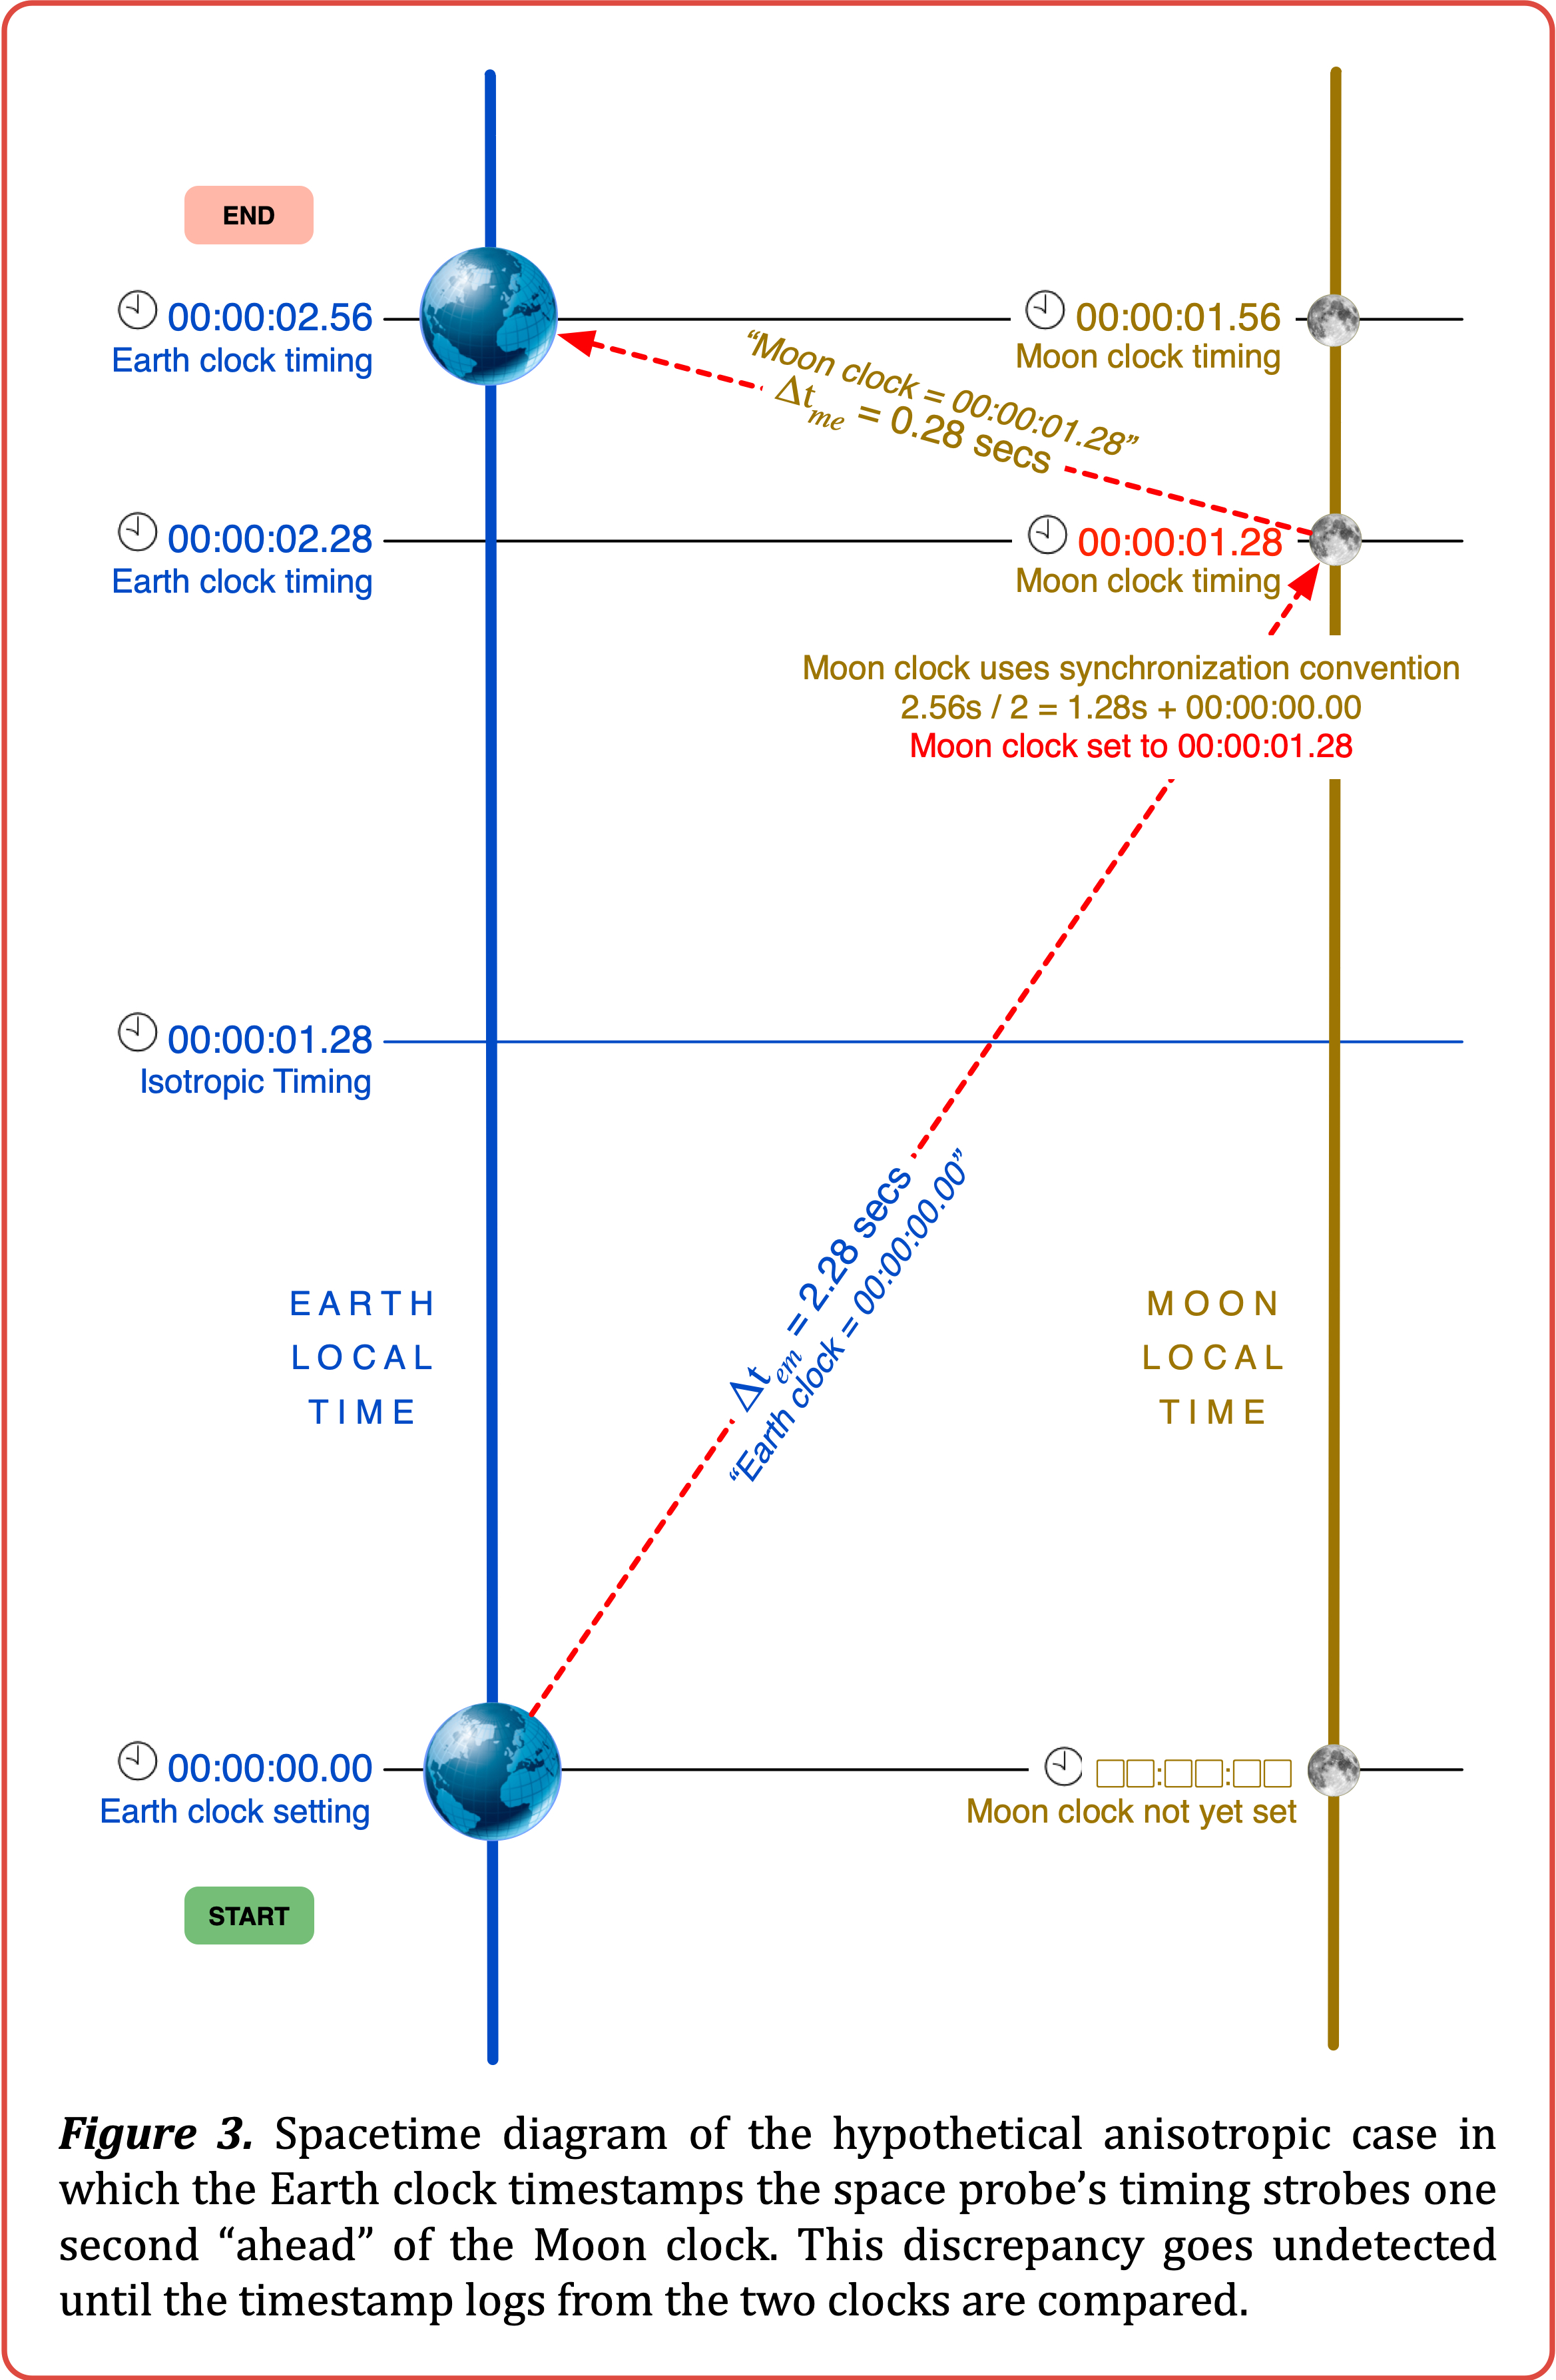 END
00:00:02.56
Earth clock timing
00:00:01.56
Moon clock timing
“Moon clock = 00:00:01.28”
Δt me = 0.28 secs
00:00:02.28
Earth clock timing
00:00:01.28
Moon clock timing
Moon clock uses synchronization convention
2.56s / 2 = 1.28s + 00:00:00.00
Moon clock set to 00:00:01.28
00:00:01.28
Isotropic Timing
Δt em = 2.28 secs
“Earth clock = 00:00:00.00”
EARTH
LOCAL
TIME
MOON
LOCAL
TIME
00:00:00.00
Earth clock setting
□□:□□:□□
Moon clock not yet set
START
Figure 3. Spacetime diagram of the hypothetical anisotropic case in
which the Earth clock timestamps the space probe’s timing strobes one
second “ahead” of the Moon clock. This discrepancy goes undetected
until the timestamp logs from the two clocks are compared.